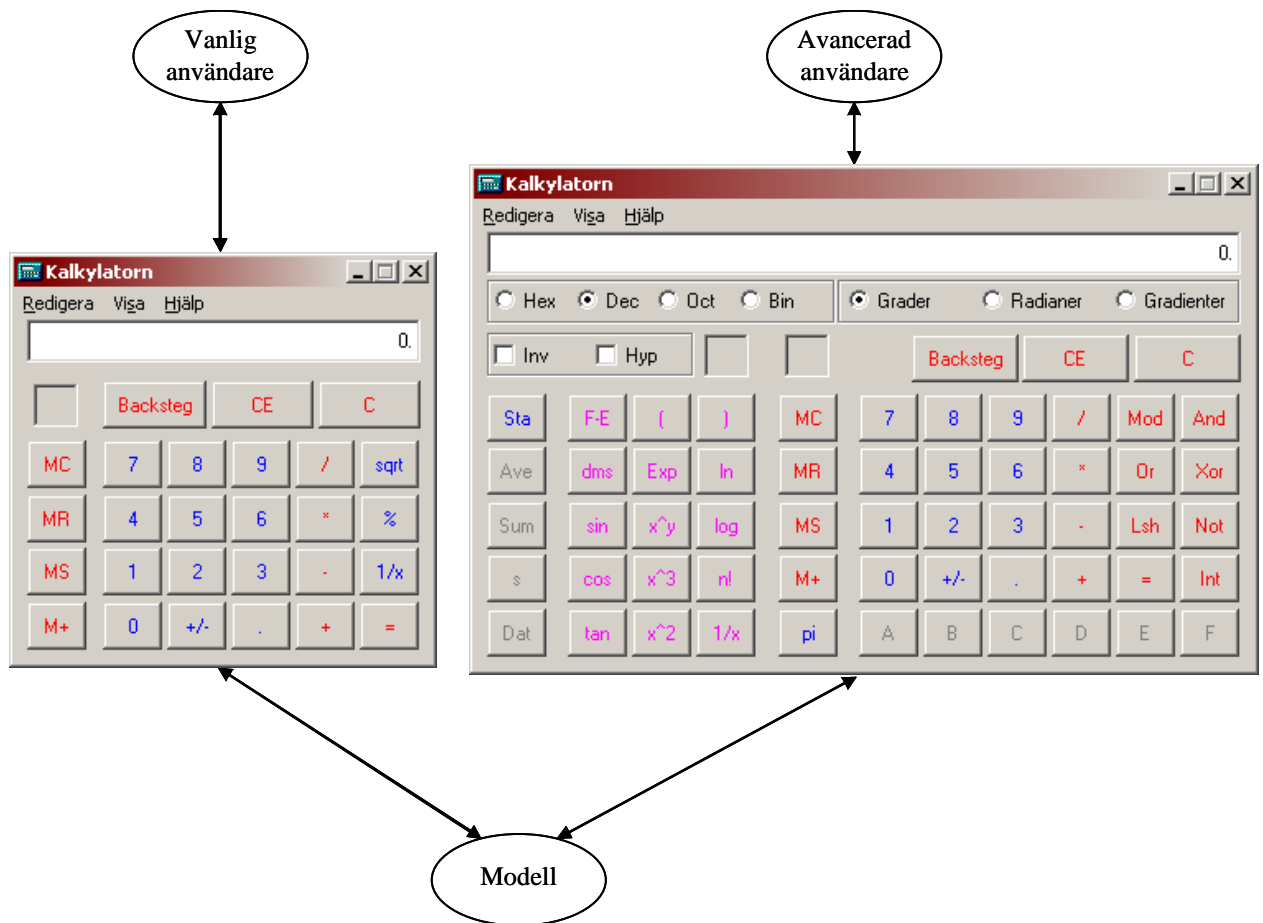 Vanlig
användare
Avancerad
användare
Kalkylatorn
Redigera Visa Hjälp
0.
Backsteg CE C
MC 7 8 9 / sqrt
MR 4 5 6 * %
MS 1 2 3 - 1/x
M+ 0 +/- . + =
Kalkylatorn
Redigera Visa Hjälp
0.
Hex Dec Oct Bin Grader Radianer Gradienter
Inv Hyp Backsteg CE C
Sta F-E ( ) MC 7 8 9 / Mod And
Ave dms Exp ln MR 4 5 6 * Or Xor
Sum sin x^y log MS 1 2 3 - Lsh Not
s cos x^3 n! M+ 0 +/- . + = Int
Dat tan x^2 1/x pi A B C D E F
Modell